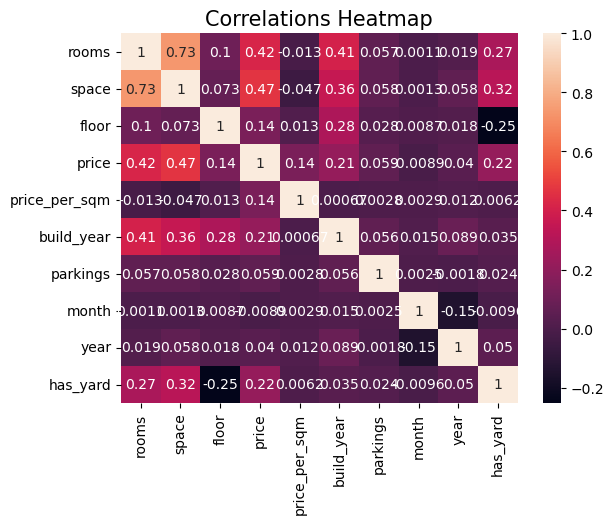 Correlations Heatmap
rooms 1 0.73 0.1 0.42 -0.013 0.41 0.057 0.0011 0.019 0.27
space 0.73 1 0.073 0.47 -0.047 0.36 0.058 0.0013 0.058 0.32
floor 0.1 0.073 1 0.14 0.013 0.28 0.028 0.0087 0.018 -0.25
price 0.42 0.47 0.14 1 0.14 0.21 0.059 0.0089 0.04 0.22
price_per_sqm -0.013 -0.047 0.013 0.14 1 0.00067 0.0028 0.0029 0.012 0.0062
build_year 0.41 0.36 0.28 0.21 0.00067 1 0.056 0.015 0.089 0.035
parkings 0.057 0.058 0.028 0.059 0.0028 0.056 1 0.0025 -0.0018 0.024
month 0.0011 0.0013 0.0087 0.0089 0.0029 0.015 0.0025 1 -0.15 -0.0096
year 0.019 0.058 0.018 0.04 0.012 0.089 0.0018 -0.15 1 0.05
has_yard 0.27 0.32 -0.25 0.22 0.0062 0.035 0.024 0.0096 0.05 1
rooms space floor price price_per_sqm build_year parkings month year has_yard
1.0
0.8
0.6
0.4
0.2
0.0
−0.2